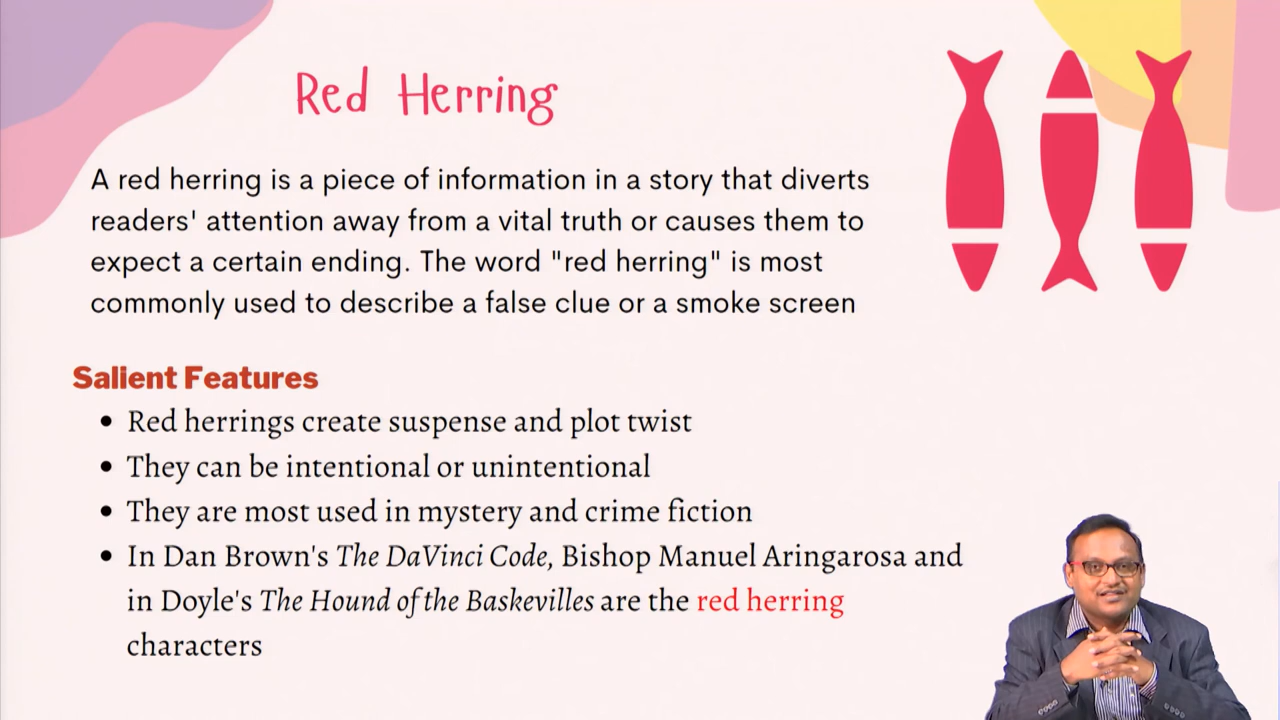 Red Herring
A red herring is a piece of information in a story that diverts
readers' attention away from a vital truth or causes them to
expect a certain ending. The word "red herring" is most
commonly used to describe a false clue or a smoke screen
Salient Features
• Red herrings create suspense and plot twist
• They can be intentional or unintentional
• They are most used in mystery and crime fiction
• In Dan Brown's The DaVinci Code, Bishop Manuel Aringarosa and
in Doyle's The Hound of the Baskevilles are the red herring
characters